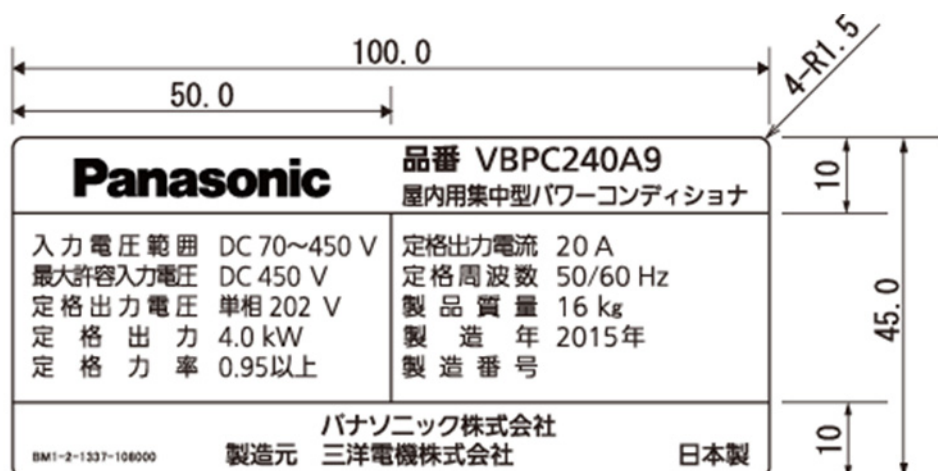 100.0
50.0
4-R1.5
Panasonic
品番 VBPC240A9
屋内用集中型パワーコンディショナ
10
45.0
入力電圧範囲 DC 70～450 V
最大許容入力電圧 DC 450 V
定格出力電圧 単相 202 V
定格出力 4.0 kW
定格力率 0.95以上
定格出力電流 20 A
定格周波数 50/60 Hz
製品質量 16 kg
製造年 2015年
製造番号
パナソニック株式会社
BM1-2-1337-108000
製造元 三洋電機株式会社
日本製
10